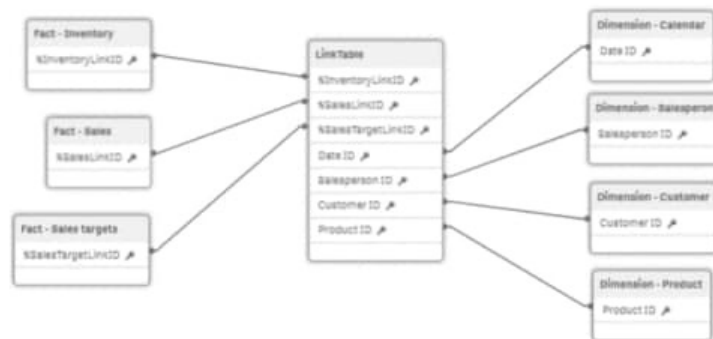 Fact - Inventory
%InventoryLinkID
Fact - Sales
%SalesLinkID
Fact - Sales targets
%SalesTargetLinkID
LinkTable
%InventoryLinkID
%SalesLinkID
%SalesTargetLinkID
Date ID
Salesperson ID
Customer ID
Product ID
Dimension - Calendar
Date ID
Dimension - Salesperson
Salesperson ID
Dimension - Customer
Customer ID
Dimension - Product
Product ID